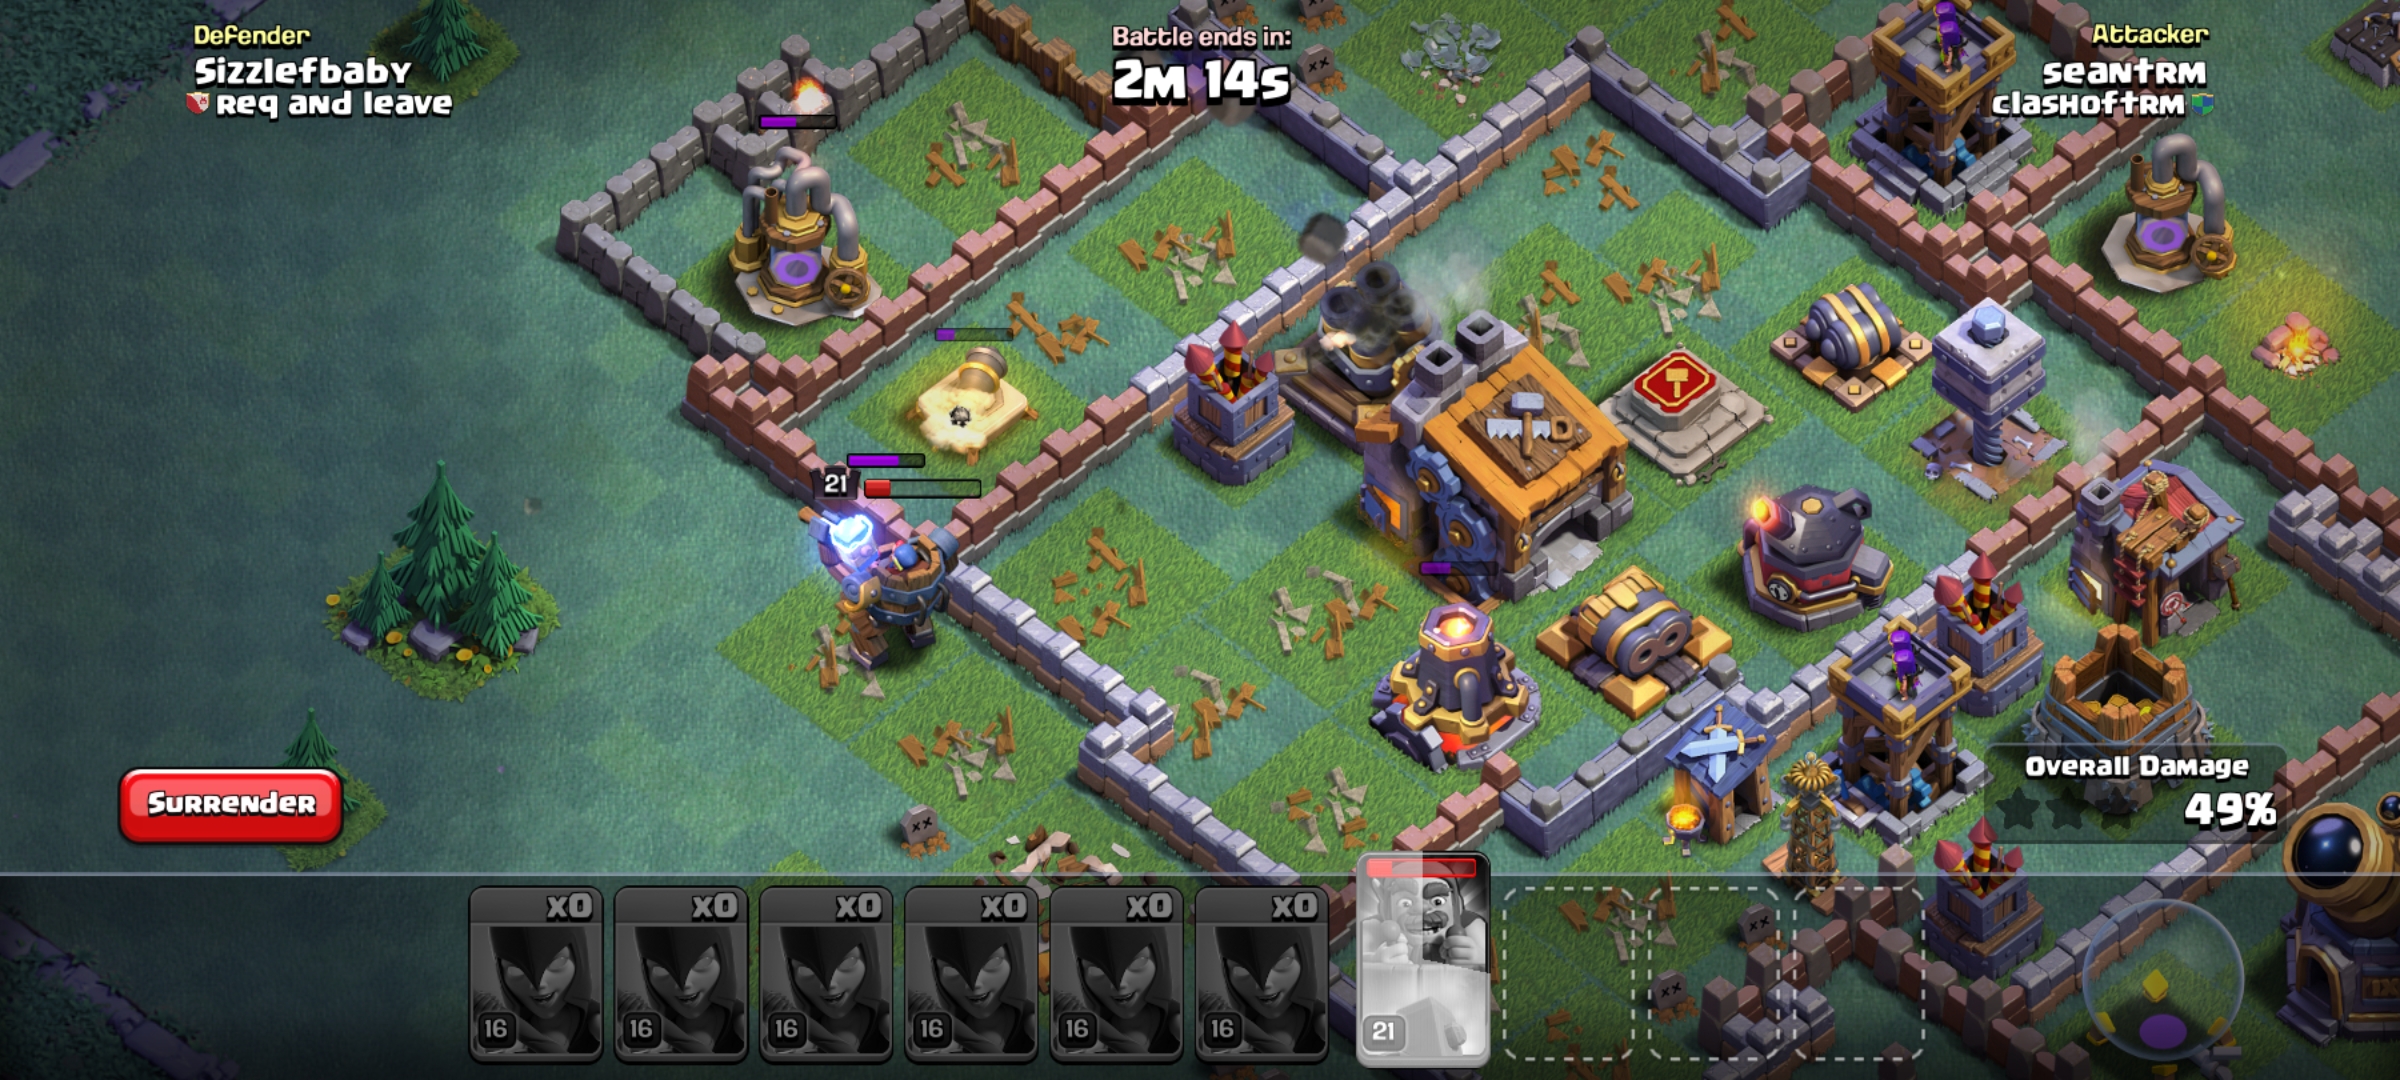 Defender
Sizzlefbaby
req and leave
Battle ends in:
2M 14s
Attacker
seantRM
clashoftRM
21
Surrender
Overall Damage
49%
x0
x0
x0
x0
x0
x0
16
16
16
16
16
16
21